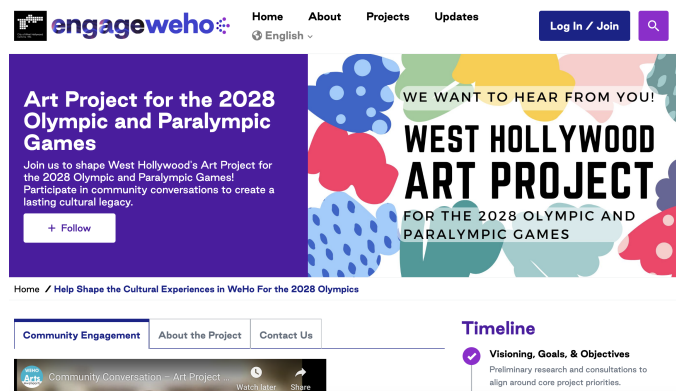 engageweho
Home About Projects Updates
English
Log In / Join
Art Project for the 2028
Olympic and Paralympic
Games
Join us to shape West Hollywood's Art Project for
the 2028 Olympic and Paralympic Games!
Participate in community conversations to create a
lasting cultural legacy.
+ Follow
WE WANT TO HEAR FROM YOU!
WEST HOLLYWOOD
ART PROJECT
FOR THE 2028 OLYMPIC AND
PARALYMPIC GAMES
Home / Help Shape the Cultural Experiences in WeHo For the 2028 Olympics
Community Engagement About the Project Contact Us
WEHO
Arts
Community Conversation – Art Project ...
Watch later Share
Timeline
Visioning, Goals, & Objectives
Preliminary research and consultations to
align around core project priorities.